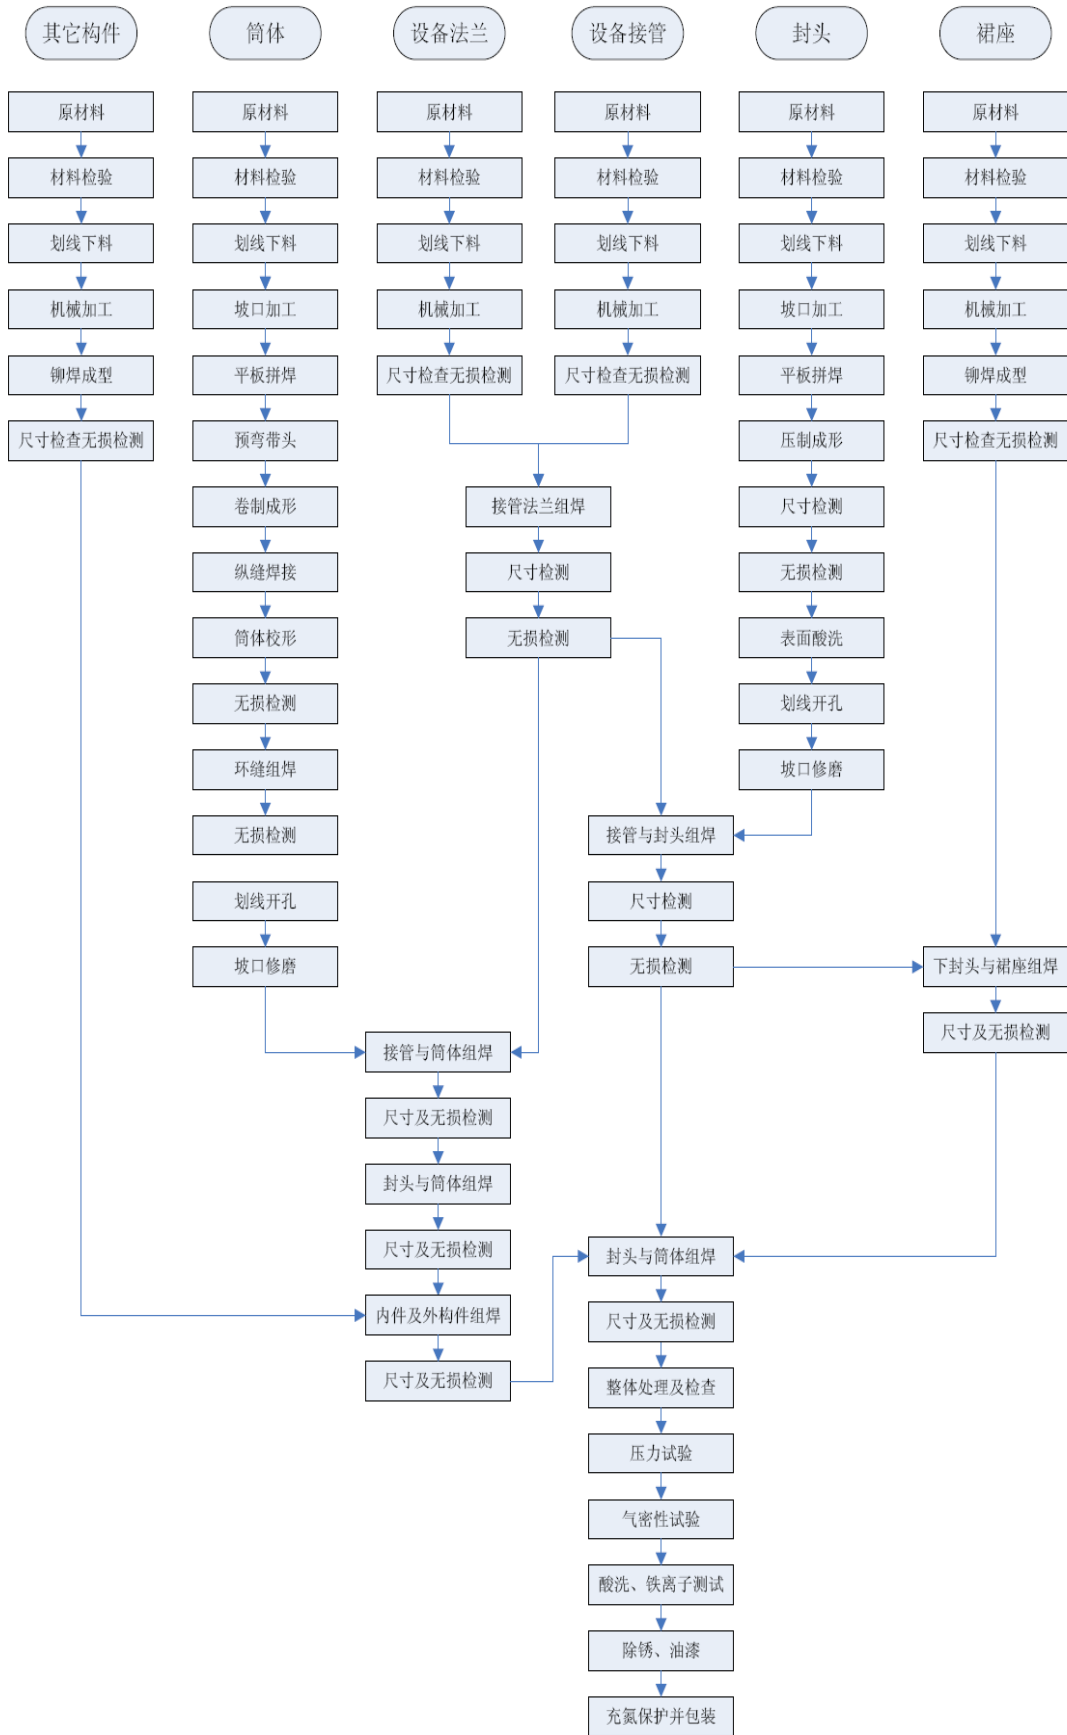 其它构件
筒体
设备法兰
设备接管
封头
裙座
原材料
原材料
原材料
原材料
原材料
原材料
材料检验
材料检验
材料检验
材料检验
材料检验
材料检验
划线下料
划线下料
划线下料
划线下料
划线下料
划线下料
机械加工
坡口加工
机械加工
机械加工
坡口加工
机械加工
铆焊成型
平板拼焊
尺寸检查无损检测
尺寸检查无损检测
平板拼焊
铆焊成型
尺寸检查无损检测
预弯带头
压制成形
尺寸检查无损检测
卷制成形
接管法兰组焊
尺寸检测
纵缝焊接
尺寸检测
无损检测
筒体校形
无损检测
表面酸洗
无损检测
划线开孔
环缝组焊
坡口修磨
无损检测
接管与封头组焊
划线开孔
尺寸检测
坡口修磨
无损检测
下封头与裙座组焊
尺寸及无损检测
接管与筒体组焊
尺寸及无损检测
封头与筒体组焊
尺寸及无损检测
封头与筒体组焊
内件及外构件组焊
尺寸及无损检测
尺寸及无损检测
整体处理及检查
压力试验
气密性试验
酸洗、铁离子测试
除锈、油漆
充氮保护并包装